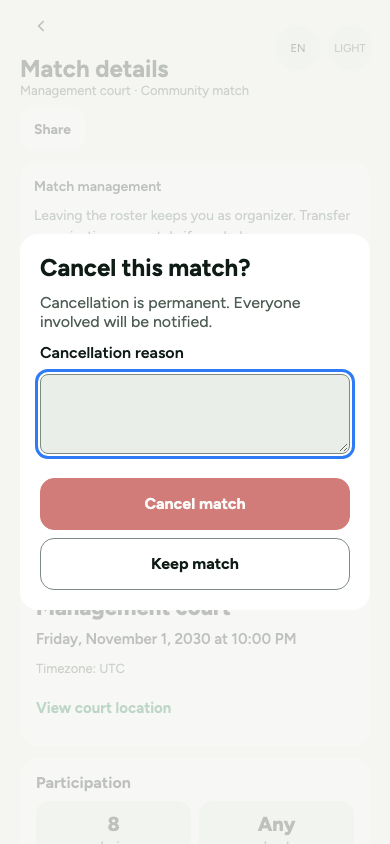 EN
LIGHT
Match details
Management court · Community match
Share
Match management
Leaving the roster keeps you as organizer. Transfer
Cancel this match?
Cancellation is permanent. Everyone
involved will be notified.
Cancellation reason
Cancel match
Keep match
Management court
Friday, November 1, 2030 at 10:00 PM
Timezone: UTC
View court location
Participation
8
Any